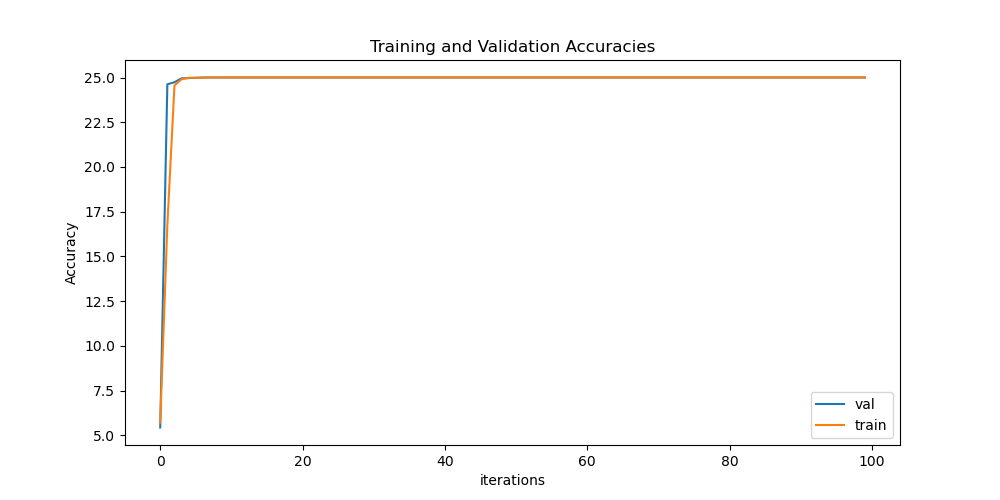 Training and Validation Accuracies
Accuracy
25.0
22.5
20.0
17.5
15.0
12.5
10.0
7.5
5.0
val
train
0 20 40 60 80 100
iterations